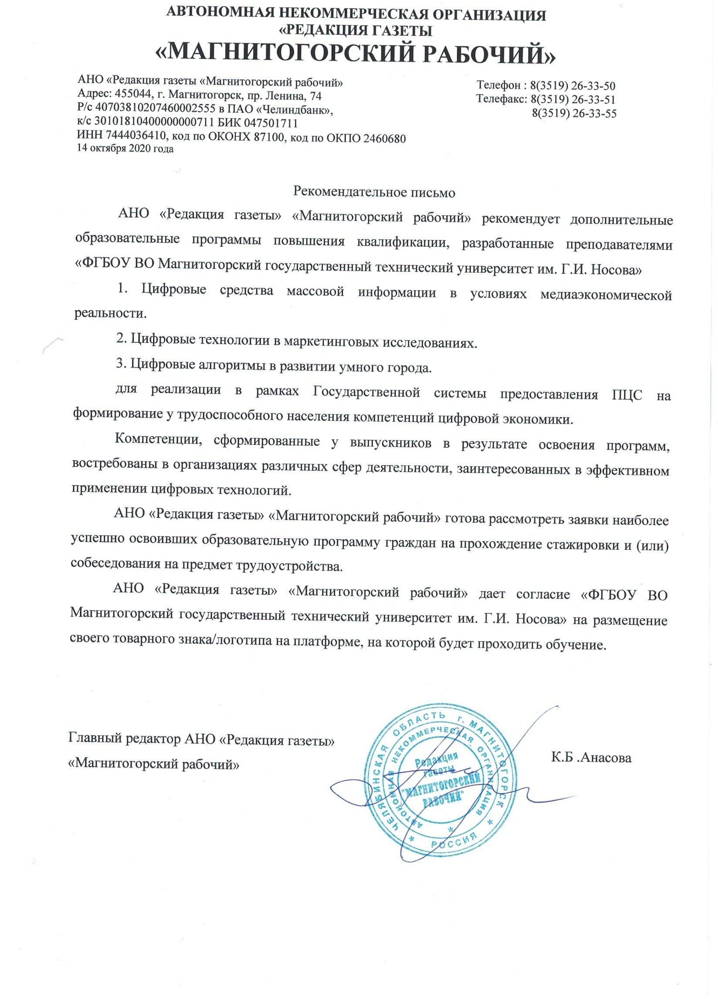 АВТОНОМНАЯ НЕКОММЕРЧЕСКАЯ ОРГАНИЗАЦИЯ
«РЕДАКЦИЯ ГАЗЕТЫ
«МАГНИТОГОРСКИЙ РАБОЧИЙ»
АНО «Редакция газеты «Магнитогорский рабочий»
Адрес: 455044, г. Магнитогорск, пр. Ленина, 74
Р/с 40703810207460002555 в ПАО «Челиндбанк»,
к/с 30101810400000000711 БИК 047501711
ИНН 7444036410, код по ОКОНХ 87100, код по ОКПО 2460680
14 октября 2020 года
Телефон : 8(3519) 26-33-50
Телефакс: 8(3519) 26-33-51
8(3519) 26-33-55
Рекомендательное письмо
АНО «Редакция газеты» «Магнитогорский рабочий» рекомендует дополнительные
образовательные программы повышения квалификации, разработанные преподавателями
«ФГБОУ ВО Магнитогорский государственный технический университет им. Г.И. Носова»
1. Цифровые средства массовой информации в условиях медиаэкономической
реальности.
2. Цифровые технологии в маркетинговых исследованиях.
3. Цифровые алгоритмы в развитии умного города.
для реализации в рамках Государственной системы предоставления ПЦС на
формирование у трудоспособного населения компетенций цифровой экономики.
Компетенции, сформированные у выпускников в результате освоения программ,
востребованы в организациях различных сфер деятельности, заинтересованных в эффективном
применении цифровых технологий.
АНО «Редакция газеты» «Магнитогорский рабочий» готова рассмотреть заявки наиболее
успешно освоивших образовательную программу граждан на прохождение стажировки и (или)
собеседования на предмет трудоустройства.
АНО «Редакция газеты» «Магнитогорский рабочий» дает согласие «ФГБОУ ВО
Магнитогорский государственный технический университет им. Г.И. Носова» на размещение
своего товарного знака/логотипа на платформе, на которой будет проходить обучение.
Главный редактор АНО «Редакция газеты»
«Магнитогорский рабочий»
К.Б .Анасова
ЧЕЛЯБИНСКАЯ ОБЛАСТЬ г. МАГНИТОГОРСК
* РОССИЯ *
АВТОНОМНАЯ НЕКОММЕРЧЕСКАЯ ОРГАНИЗАЦИЯ *
Редакция
газеты
"МАГНИТОГОРСКИЙ
РАБОЧИЙ"